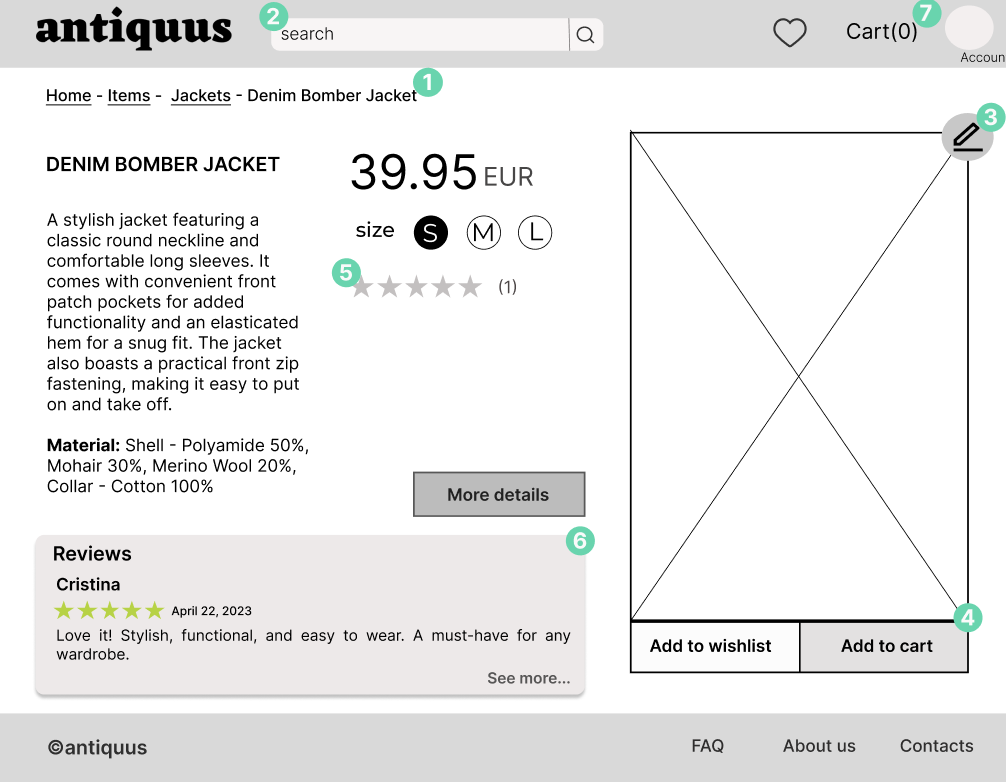 antiquus
2
search
Cart(0)
7
Accoun
Home - Items - Jackets - Denim Bomber Jacket
1
3
DENIM BOMBER JACKET
39.95 EUR
A stylish jacket featuring a
classic round neckline and
comfortable long sleeves. It
comes with convenient front
patch pockets for added
functionality and an elasticated
hem for a snug fit. The jacket
also boasts a practical front zip
fastening, making it easy to put
on and take off.
size S M L
5
(1)
Material: Shell - Polyamide 50%,
Mohair 30%, Merino Wool 20%,
Collar - Cotton 100%
More details
6
Reviews
Cristina
April 22, 2023
Love it! Stylish, functional, and easy to wear. A must-have for any
wardrobe.
See more...
4
Add to wishlist
Add to cart
©antiquus
FAQ
About us
Contacts